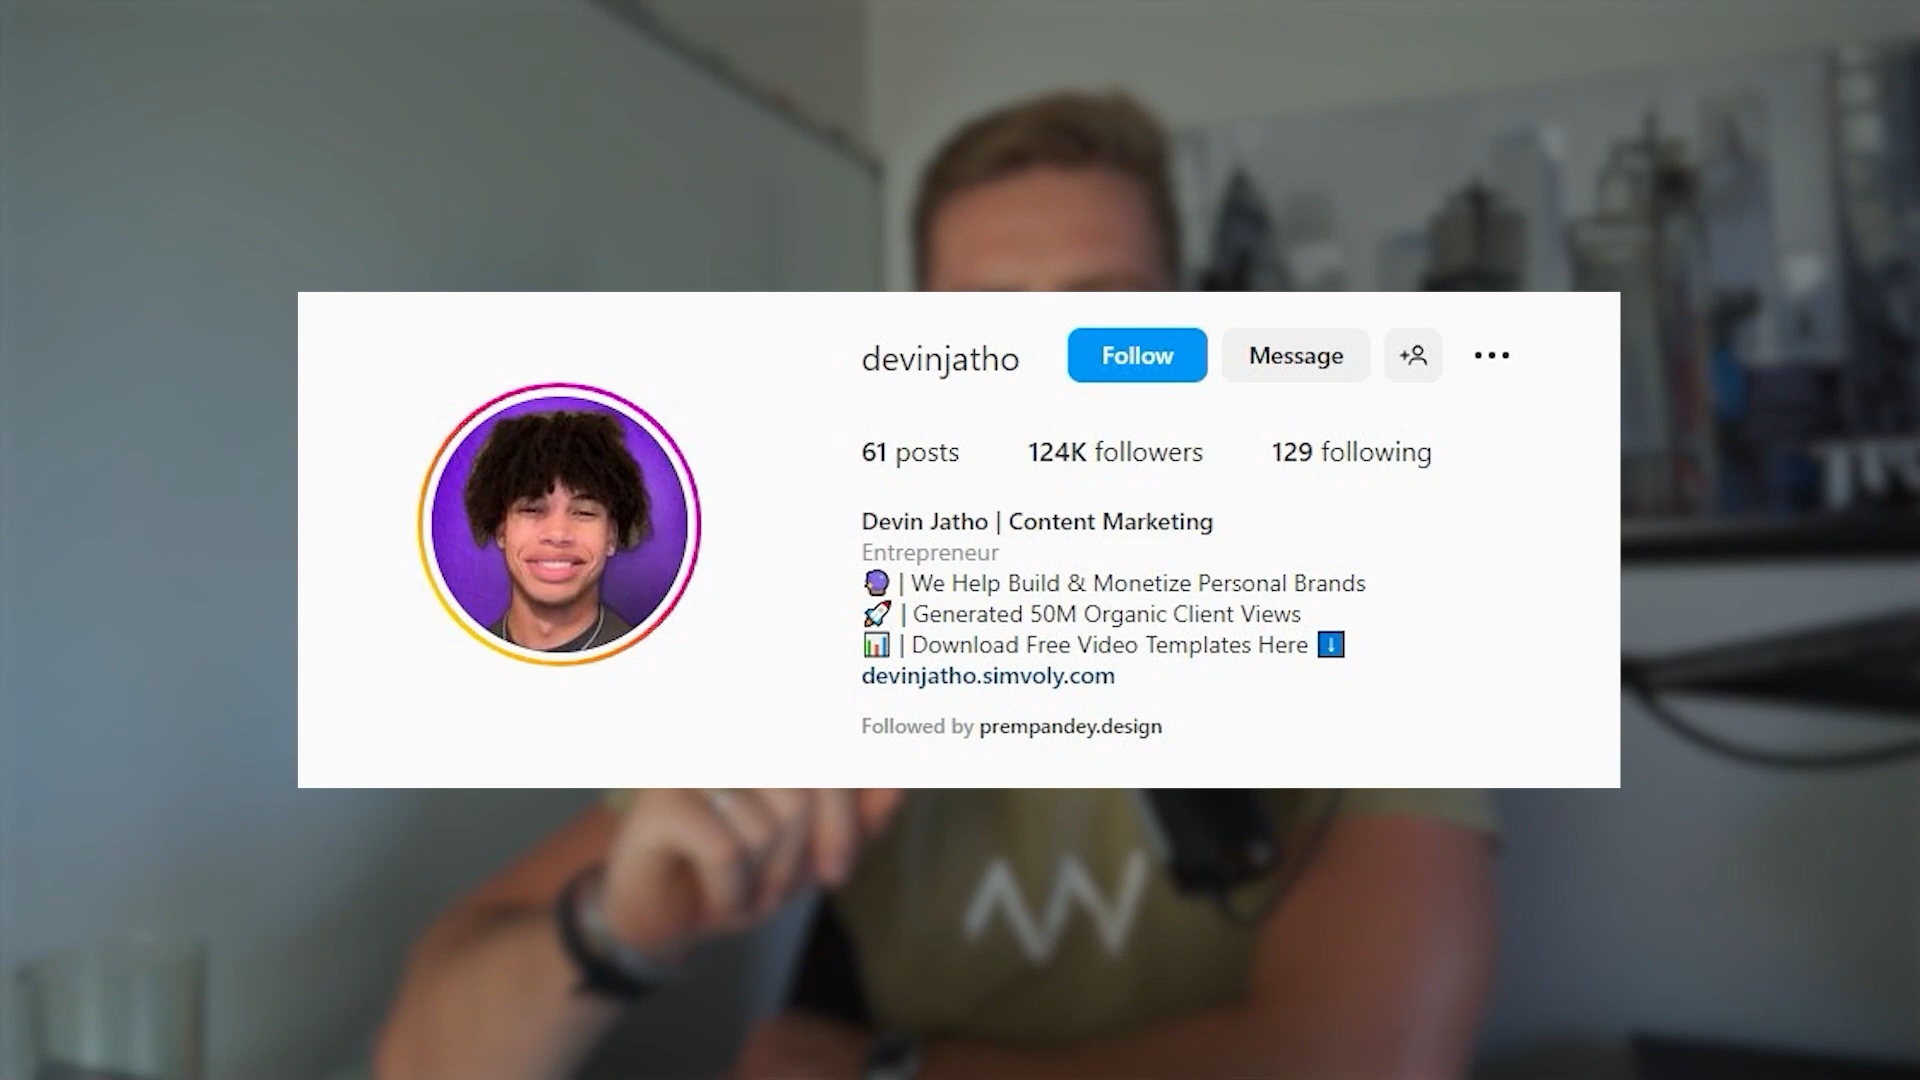 devinjatho Follow Message
61 posts 124K followers 129 following
Devin Jatho | Content Marketing
Entrepreneur
🔮 | We Help Build & Monetize Personal Brands
🚀 | Generated 50M Organic Client Views
📊 | Download Free Video Templates Here ⬇️
devinjatho.simvoly.com
Followed by prempandey.design